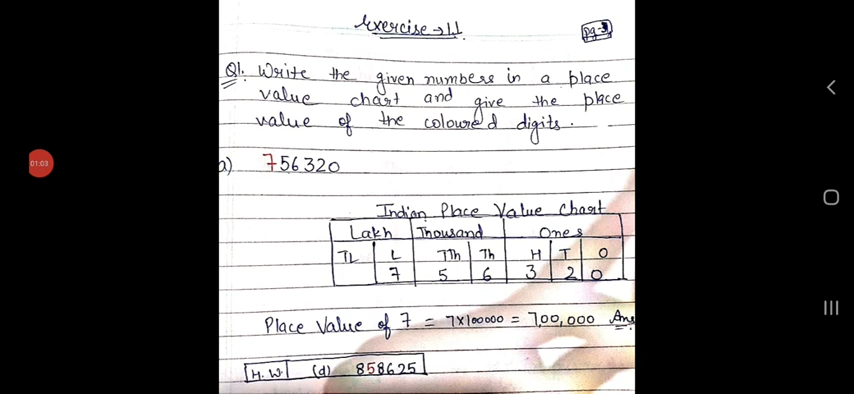 Exercise → 1.1
pg-3
Q1. Write the given numbers in a place
value chart and give the place
value of the coloured digits.
a) 756320
Indian Place Value Chart
Lakh Thousand Ones
TL L TTh Th H T O
7 5 6 3 2 0
Place Value of 7 = 7x100000 = 7,00,000 Ans
H.W (d) 858625
01:03